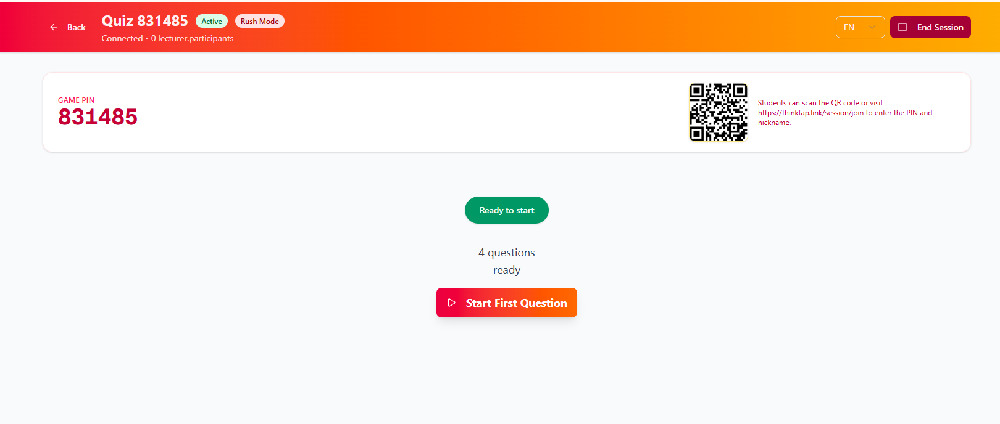 Back
Quiz 831485
Active
Rush Mode
Connected • 0 lecturer.participants
EN
End Session
GAME PIN
831485
Students can scan the QR code or visit
https://thinktap.link/session/join to enter the PIN and
nickname.
Ready to start
4 questions
ready
Start First Question